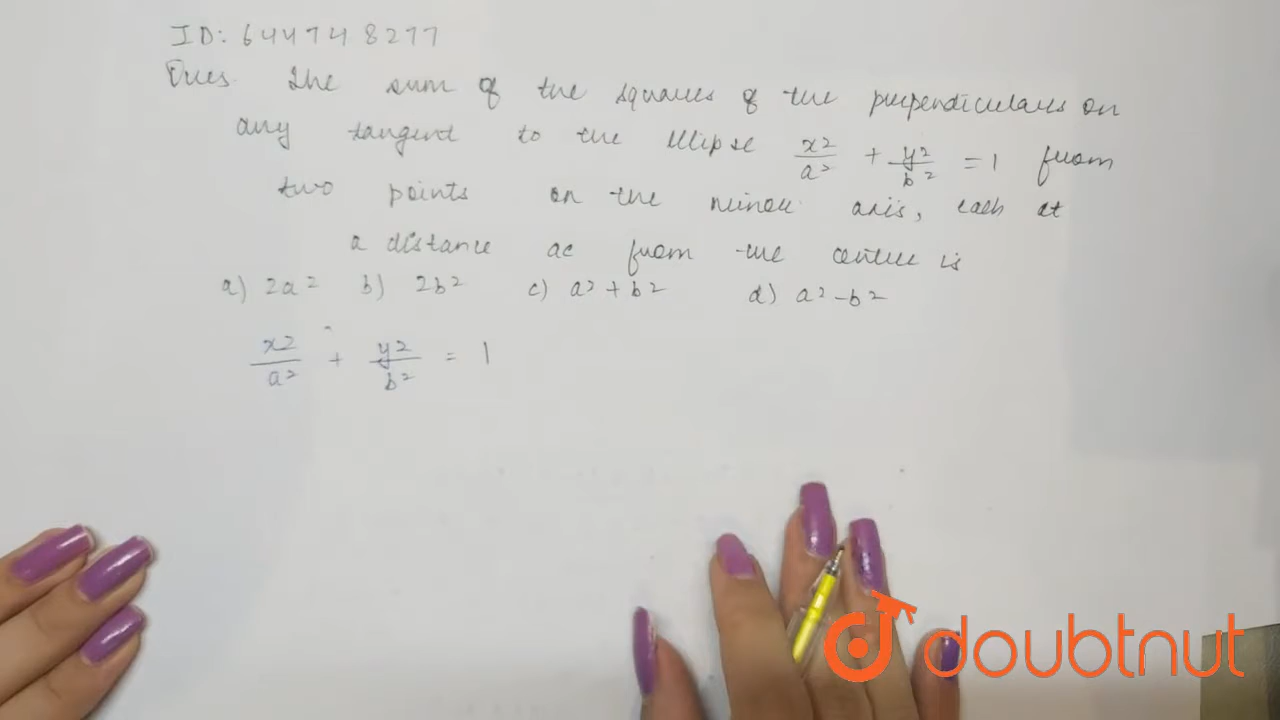 ID: 644748277
Ques. The sum of the squares of the perpendiculars on
any tangent to the ellipse x2/a2 + y2/b2 = 1 from
two points on the minor axis, each at
a distance ae from the centre is
a) 2a2 b) 2b2 c) a2 + b2 d) a2 - b2
x2/a2 + y2/b2 = 1
doubtnut